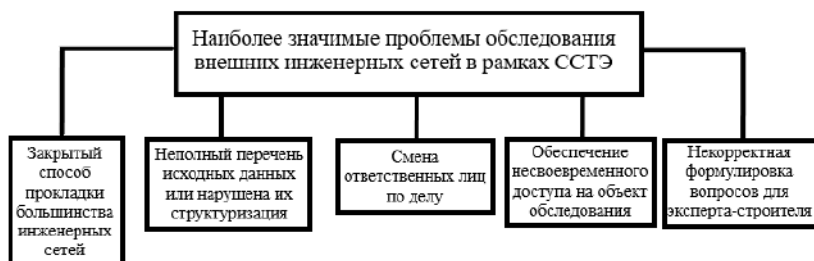 Наиболее значимые проблемы обследования
внешних инженерных сетей в рамках ССТЭ
Закрытый
способ
прокладки
большинства
инженерных
сетей
Неполный перечень
исходных данных
или нарушена их
структуризация
Смена
ответственных лиц
по делу
Обеспечение
несвоевременного
доступа на объект
обследования
Некорректная
формулировка
вопросов для
эксперта-строителя